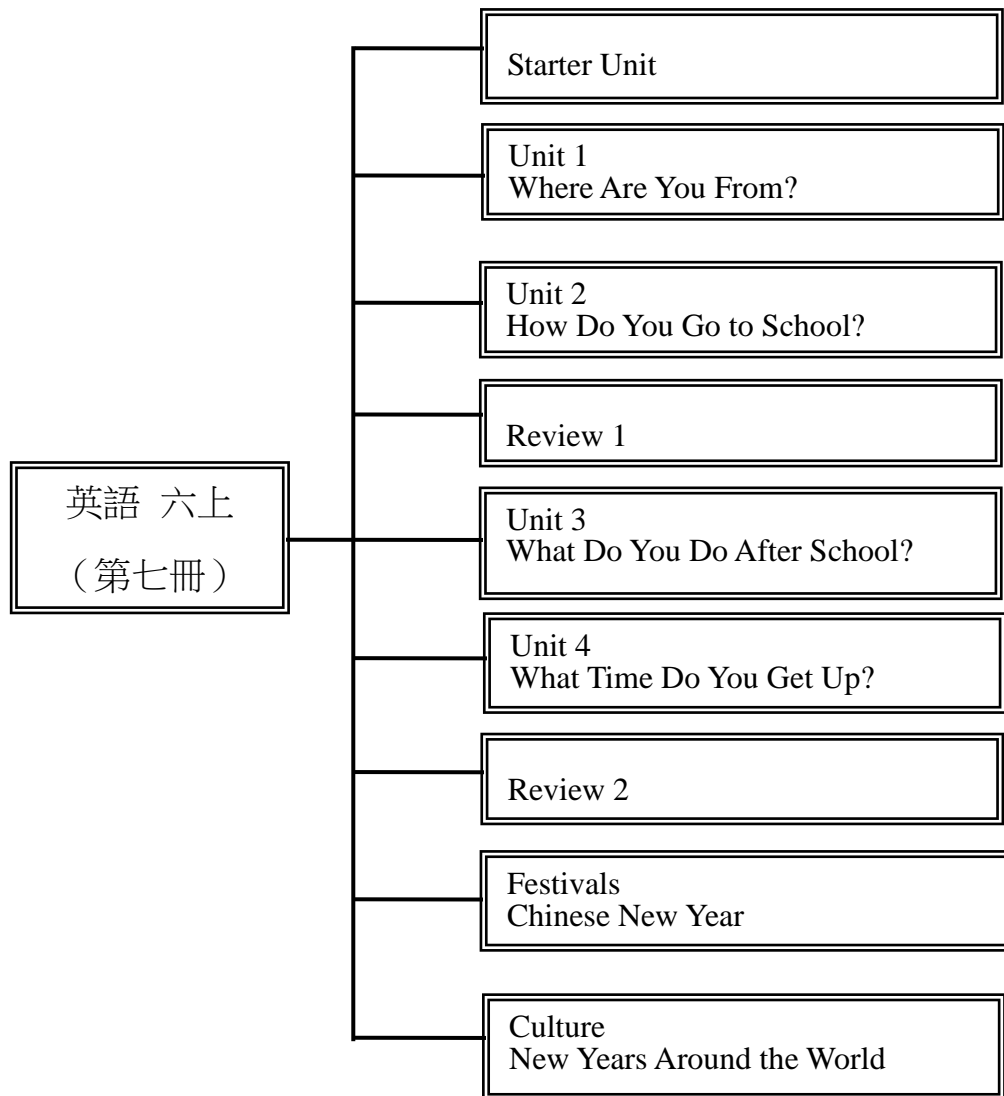 Starter Unit
Unit 1
Where Are You From?
Unit 2
How Do You Go to School?
Review 1
英語 六上
（第七冊）
Unit 3
What Do You Do After School?
Unit 4
What Time Do You Get Up?
Review 2
Festivals
Chinese New Year
Culture
New Years Around the World